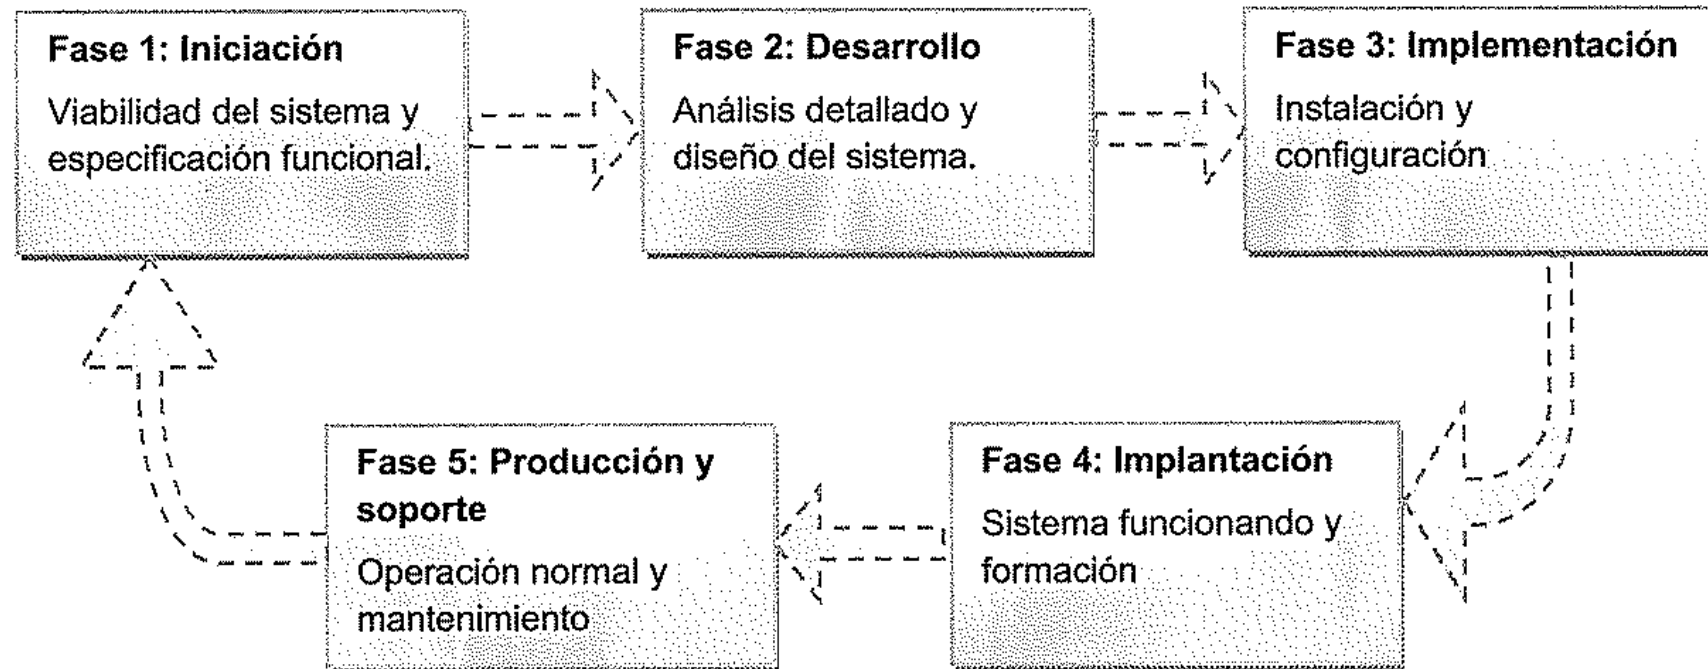 Fase 1: Iniciación
Viabilidad del sistema y
especificación funcional.
Fase 2: Desarrollo
Análisis detallado y
diseño del sistema.
Fase 3: Implementación
Instalación y
configuración
Fase 4: Implantación
Sistema funcionando y
formación
Fase 5: Producción y
soporte
Operación normal y
mantenimiento